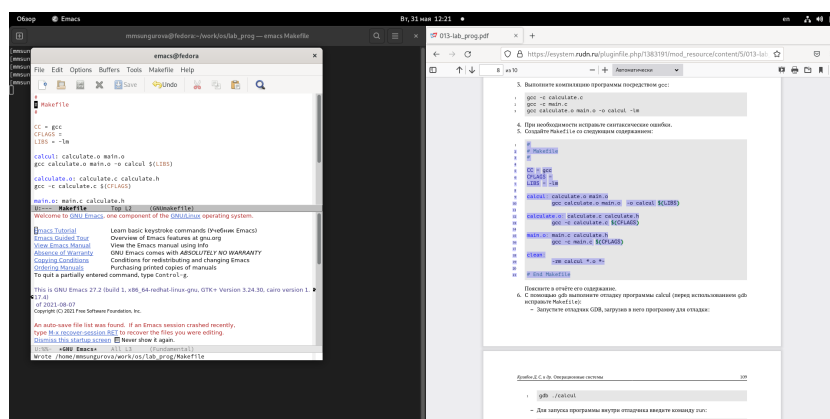 Обзор
Emacs
Вт, 31 мая 12:21
en
mmsungurove@fedora:~/work/os/lab_prog — emacs Makefile
emacs@fedora
File Edit Options Buffers Tools Makefile Help
Save Undo
#
# Makefile
#
CC = gcc
CFLAGS =
LIBS = -lm
calcul: calculate.o main.o
gcc calculate.o main.o -o calcul $(LIBS)
calculate.o: calculate.c calculate.h
gcc -c calculate.c $(CFLAGS)
main.o: main.c calculate.h
U:--- Makefile Top L2 (GNUmakefile)
Welcome to GNU Emacs, one component of the GNU/Linux operating system.
Emacs Tutorial Learn basic keystroke commands (Учебник Emacs)
Emacs Guided Tour Overview of Emacs features at gnu.org
View Emacs Manual View the Emacs manual using Info
Absence of Warranty GNU Emacs comes with ABSOLUTELY NO WARRANTY
Copying Conditions Conditions for redistributing and changing Emacs
Ordering Manuals Purchasing printed copies of manuals
To quit a partially entered command, type Control-g.
This is GNU Emacs 27.2 (build 1, x86_64-redhat-linux-gnu, GTK+ Version 3.24.30, cairo version 1.
17.4)
of 2021-08-07
Copyright (C) 2021 Free Software Foundation, Inc.
An auto-save file list was found. If an Emacs session crashed recently,
type M-x recover-session RET to recover the files you were editing.
Dismiss this startup screen Never show it again.
U:%%- *GNU Emacs* All L3 (Fundamental)
Wrote /home/mmsungurova/work/os/lab_prog/Makefile
013-lab_prog.pdf
https://esystem.rudn.ru/pluginfile.php/1383191/mod_resource/content/5/013-lab
8 из 10
Автоматически
5. Выполните компиляцию программы посредством gcc:
gcc -c calculate.c
gcc -c main.c
gcc calculate.o main.o -o calcul -lm
4. При необходимости исправьте синтаксические ошибки.
5. Создайте Makefile со следующим содержанием:
#
# Makefile
#
CC = gcc
CFLAGS =
LIBS = -lm
calcul: calculate.o main.o
gcc calculate.o main.o -o calcul $(LIBS)
calculate.o: calculate.c calculate.h
gcc -c calculate.c $(CFLAGS)
main.o: main.c calculate.h
gcc -c main.c $(CFLAGS)
clean:
-rm calcul *.o *~
# End Makefile
Поясните в отчёте его содержание.
6. С помощью gdb выполните отладку программы calcul (перед использованием gdb
исправьте Makefile):
– Запустите отладчик GDB, загрузив в него программу для отладки:
Кулябов Д. С. и др. Операционные системы 109
gdb ./calcul
– Для запуска программы внутри отладчика введите команду run: